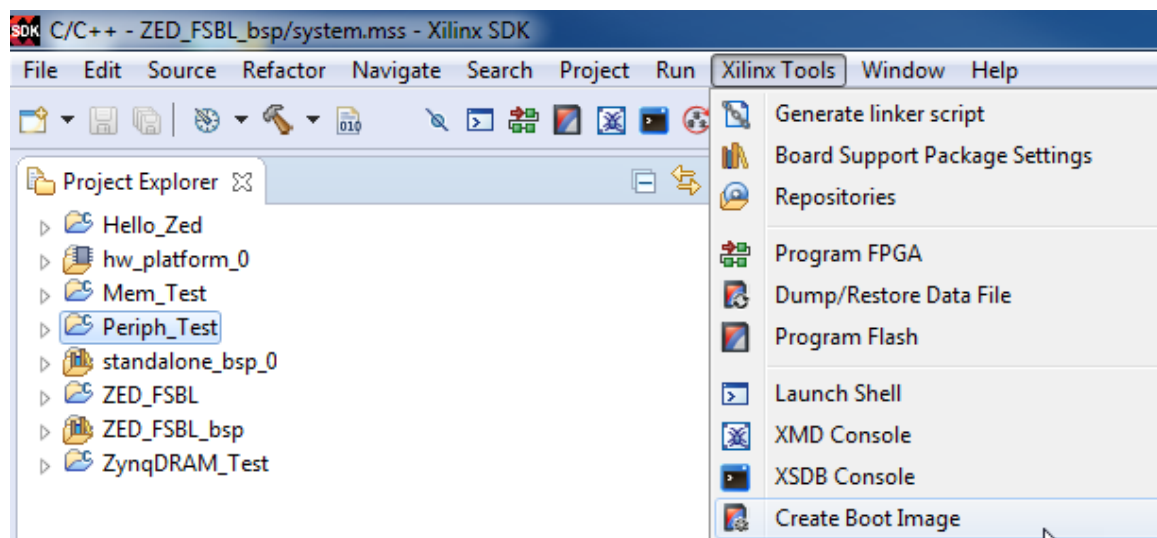 SDK C/C++ - ZED_FSBL_bsp/system.mss - Xilinx SDK
File Edit Source Refactor Navigate Search Project Run Xilinx Tools Window Help
010
Project Explorer
Hello_Zed
hw_platform_0
Mem_Test
Periph_Test
standalone_bsp_0
ZED_FSBL
ZED_FSBL_bsp
ZynqDRAM_Test
Generate linker script
Board Support Package Settings
Repositories
Program FPGA
Dump/Restore Data File
Program Flash
Launch Shell
XMD Console
XSDB Console
Create Boot Image